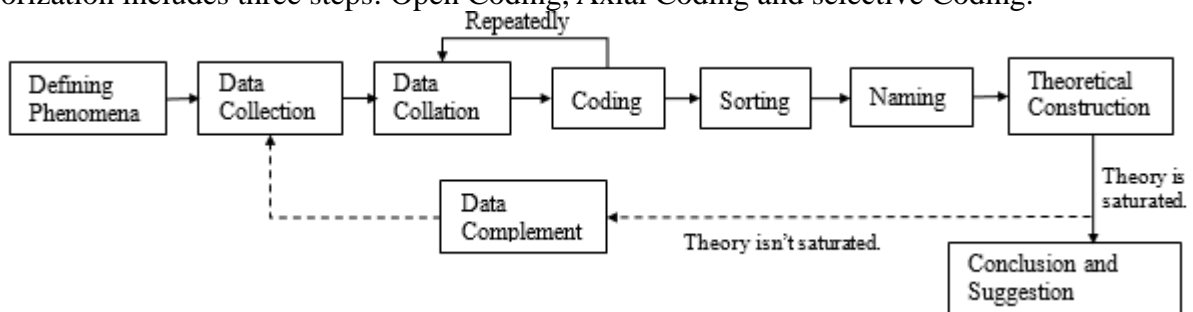 orization includes three steps: Open Coding, Axial Coding and selective Coding.
Repeatedly
Defining
Phenomena
Data
Collection
Data
Collation
Coding
Sorting
Naming
Theoretical
Construction
Theory is
saturated.
Data
Complement
Theory isn't saturated.
Conclusion and
Suggestion